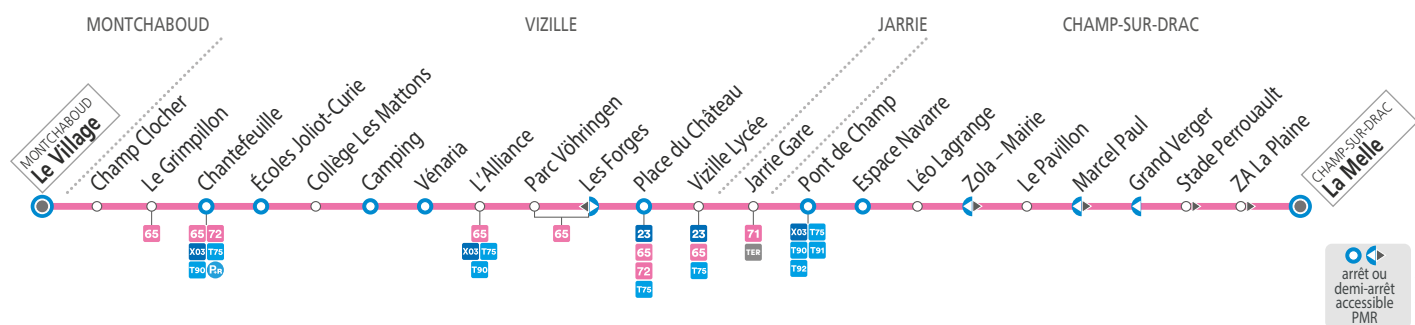 MONTCHABOUD
VIZILLE
JARRIE
CHAMP-SUR-DRAC
MONTCHABOUD
Le Village
Champ Clocher
Le Grimpillon
Chantefeuille
Écoles Joliot-Curie
Collège Les Mattons
Camping
Vénaria
L'Alliance
Parc Vöhringen
Les Forges
Place du Château
Vizille Lycée
Jarrie Gare
Pont de Champ
Espace Navarre
Léo Lagrange
Zola – Mairie
Le Pavillon
Marcel Paul
Grand Verger
Stade Perrouault
ZA La Plaine
CHAMP-SUR-DRAC
La Melle
65
65 72
X03 T75
T90 P+R
65
X03 T75
T90
65
23
65
72
T75
23
65
T75
71
TER
X03 T75
T90 T91
T92
arrêt ou
demi-arrêt
accessible
PMR